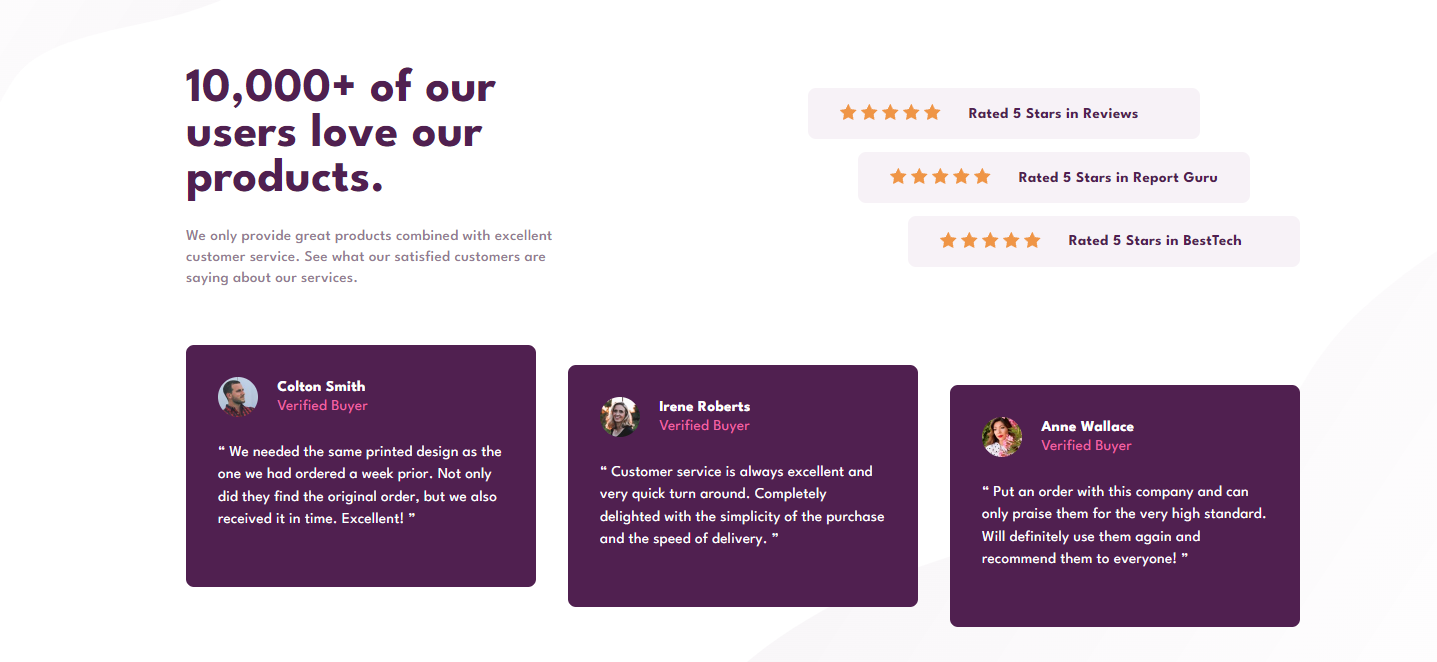 10,000+ of our
users love our
products.
We only provide great products combined with excellent
customer service. See what our satisfied customers are
saying about our services.
Rated 5 Stars in Reviews
Rated 5 Stars in Report Guru
Rated 5 Stars in BestTech
Colton Smith
Verified Buyer
“ We needed the same printed design as the
one we had ordered a week prior. Not only
did they find the original order, but we also
received it in time. Excellent! ”
Irene Roberts
Verified Buyer
“ Customer service is always excellent and
very quick turn around. Completely
delighted with the simplicity of the purchase
and the speed of delivery. ”
Anne Wallace
Verified Buyer
“ Put an order with this company and can
only praise them for the very high standard.
Will definitely use them again and
recommend them to everyone! ”